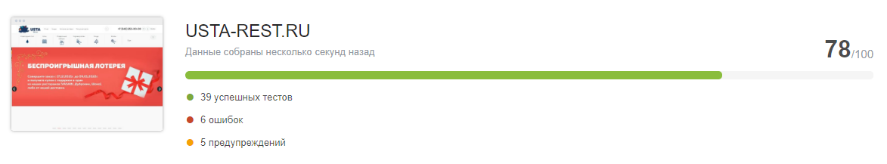 USTA
БЕСПРОИГРЫШНАЯ ЛОТЕРЕЯ
USTA-REST.RU
Данные собраны несколько секунд назад
78/100
39 успешных тестов
6 ошибок
5 предупреждений